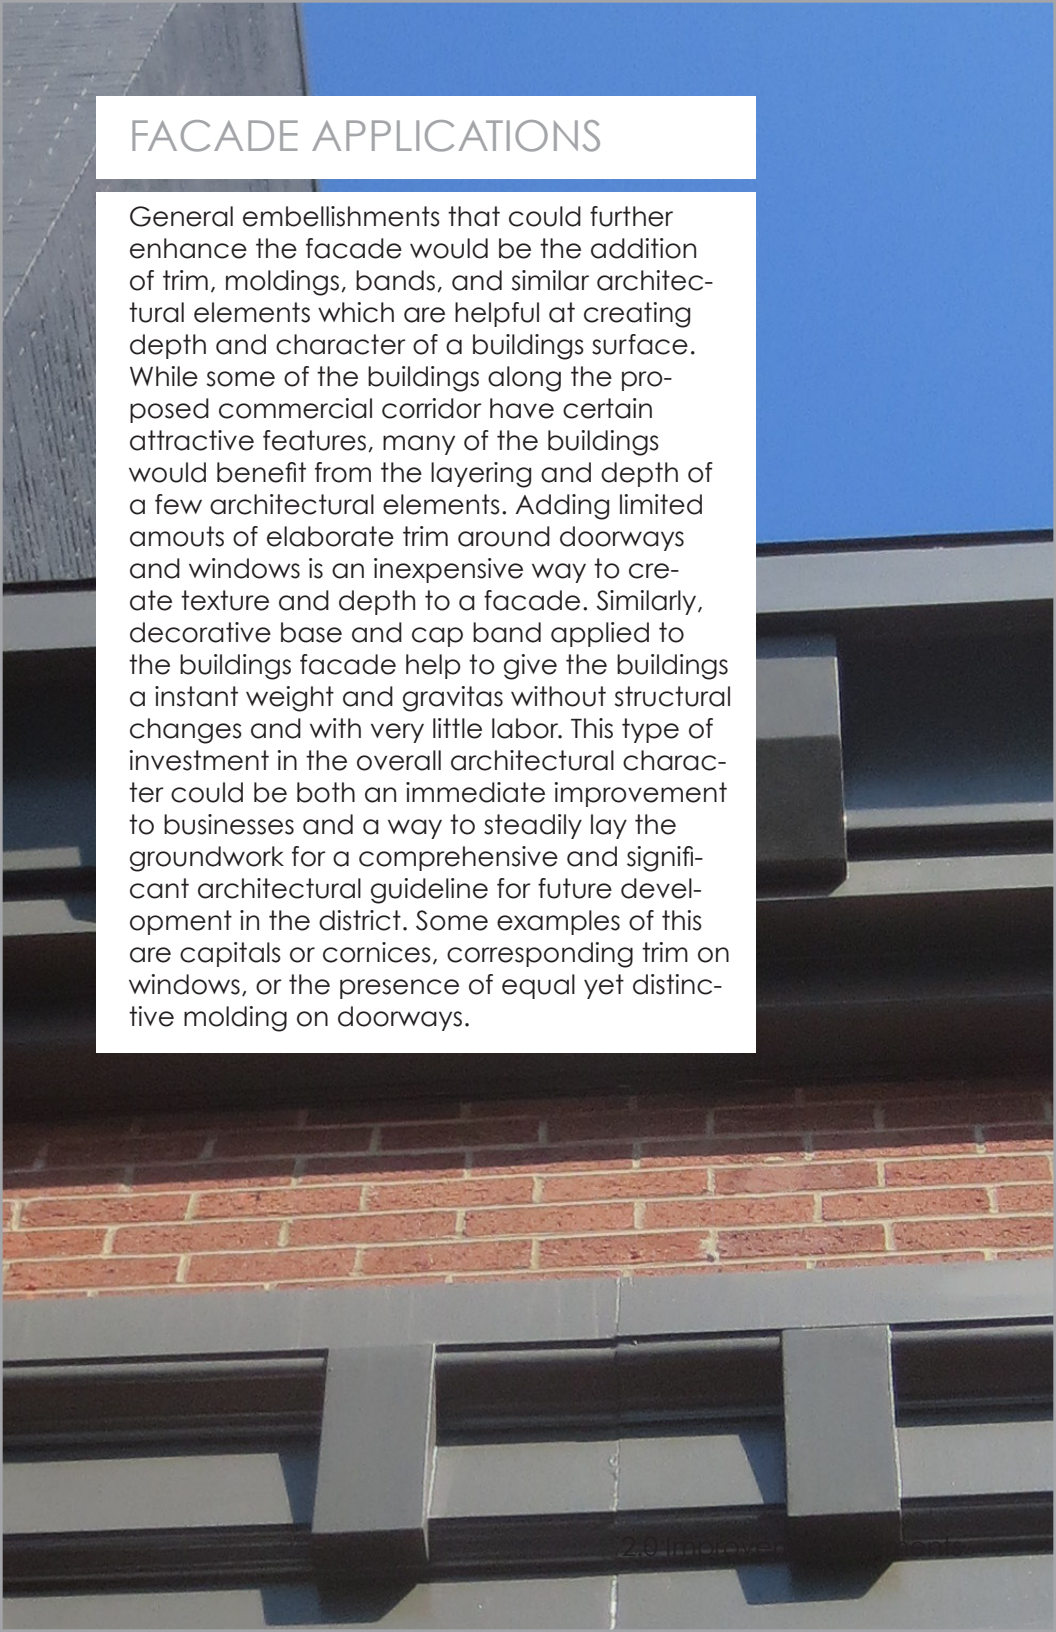 FACADE APPLICATIONS
General embellishments that could further
enhance the facade would be the addition
of trim, moldings, bands, and similar architec-
tural elements which are helpful at creating
depth and character of a buildings surface.
While some of the buildings along the pro-
posed commercial corridor have certain
attractive features, many of the buildings
would benefit from the layering and depth of
a few architectural elements. Adding limited
amouts of elaborate trim around doorways
and windows is an inexpensive way to cre-
ate texture and depth to a facade. Similarly,
decorative base and cap band applied to
the buildings facade help to give the buildings
a instant weight and gravitas without structural
changes and with very little labor. This type of
investment in the overall architectural charac-
ter could be both an immediate improvement
to businesses and a way to steadily lay the
groundwork for a comprehensive and signifi-
cant architectural guideline for future devel-
opment in the district. Some examples of this
are capitals or cornices, corresponding trim on
windows, or the presence of equal yet distinc-
tive molding on doorways.
2.0